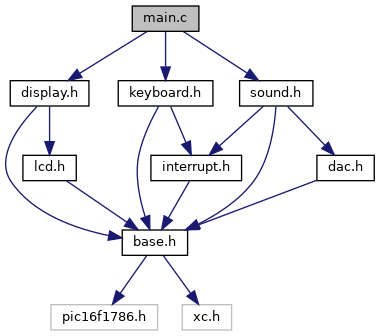 main.c
display.h
keyboard.h
sound.h
lcd.h
interrupt.h
dac.h
base.h
pic16f1786.h
xc.h